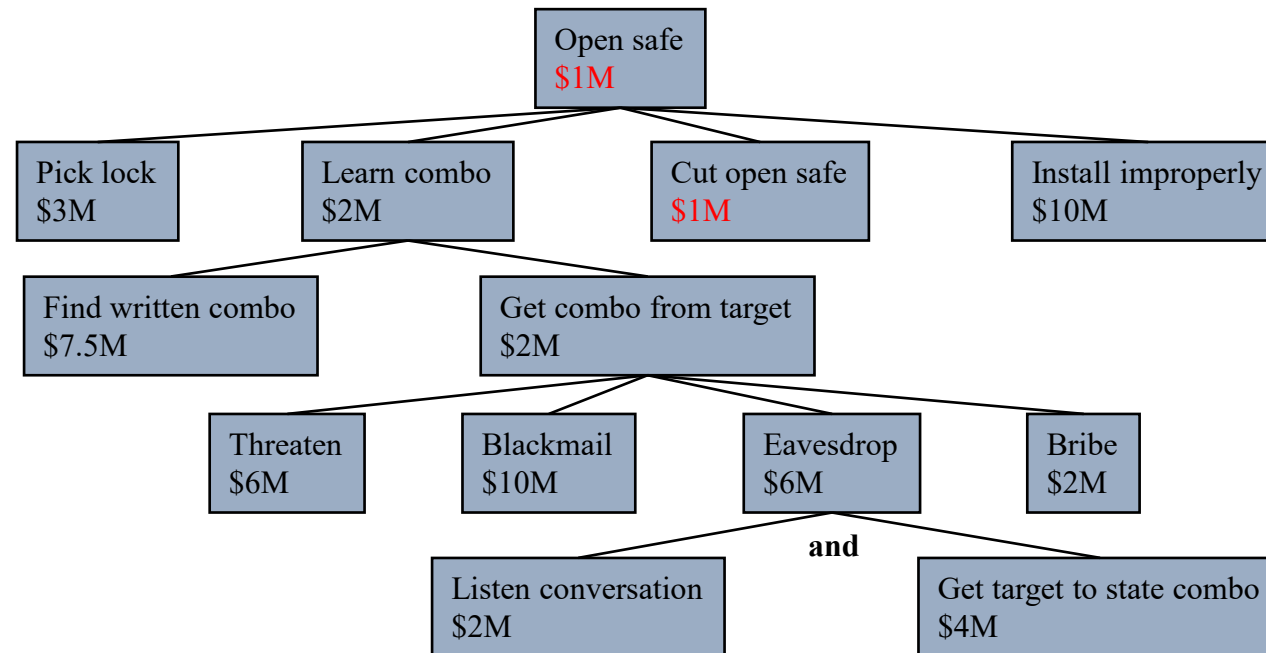 Open safe
$1M
Pick lock
$3M
Learn combo
$2M
Cut open safe
$1M
Install improperly
$10M
Find written combo
$7.5M
Get combo from target
$2M
Threaten
$6M
Blackmail
$10M
Eavesdrop
$6M
Bribe
$2M
and
Listen conversation
$2M
Get target to state combo
$4M